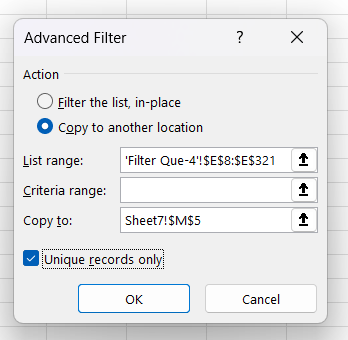 Advanced Filter ?
Action
Filter the list, in-place
Copy to another location
List range: 'Filter Que-4'!$E$8:$E$321
Criteria range:
Copy to: Sheet7!$M$5
Unique records only
OK Cancel